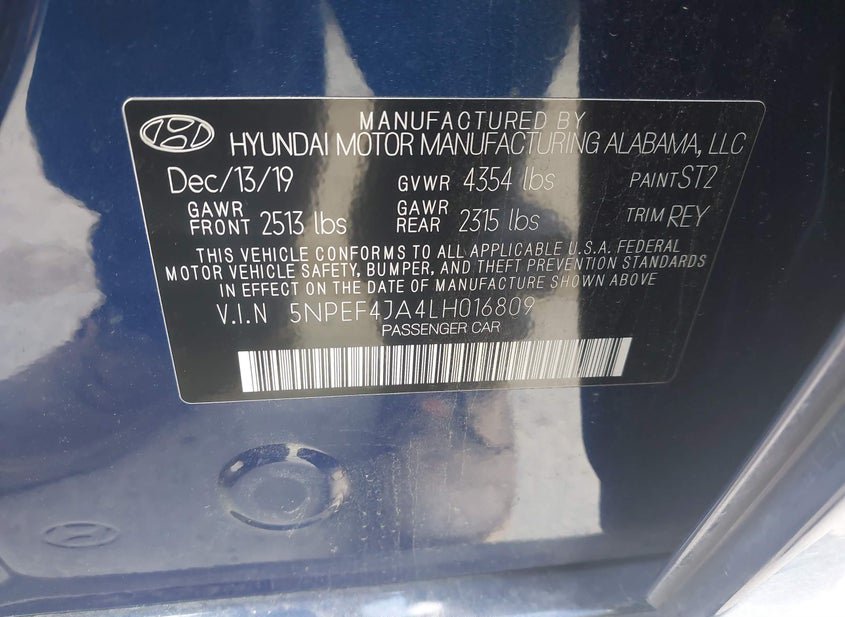 MANUFACTURED BY
HYUNDAI MOTOR MANUFACTURING ALABAMA, LLC
Dec/13/19 GVWR 4354 lbs PAINT ST2
GAWR FRONT 2513 lbs GAWR REAR 2315 lbs TRIM REY
THIS VEHICLE CONFORMS TO ALL APPLICABLE U.S.A. FEDERAL
MOTOR VEHICLE SAFETY, BUMPER, AND THEFT PREVENTION STANDARDS
IN EFFECT ON THE DATE OF MANUFACTURE SHOWN ABOVE
V.I.N 5NPEF4JA4LH016809
PASSENGER CAR